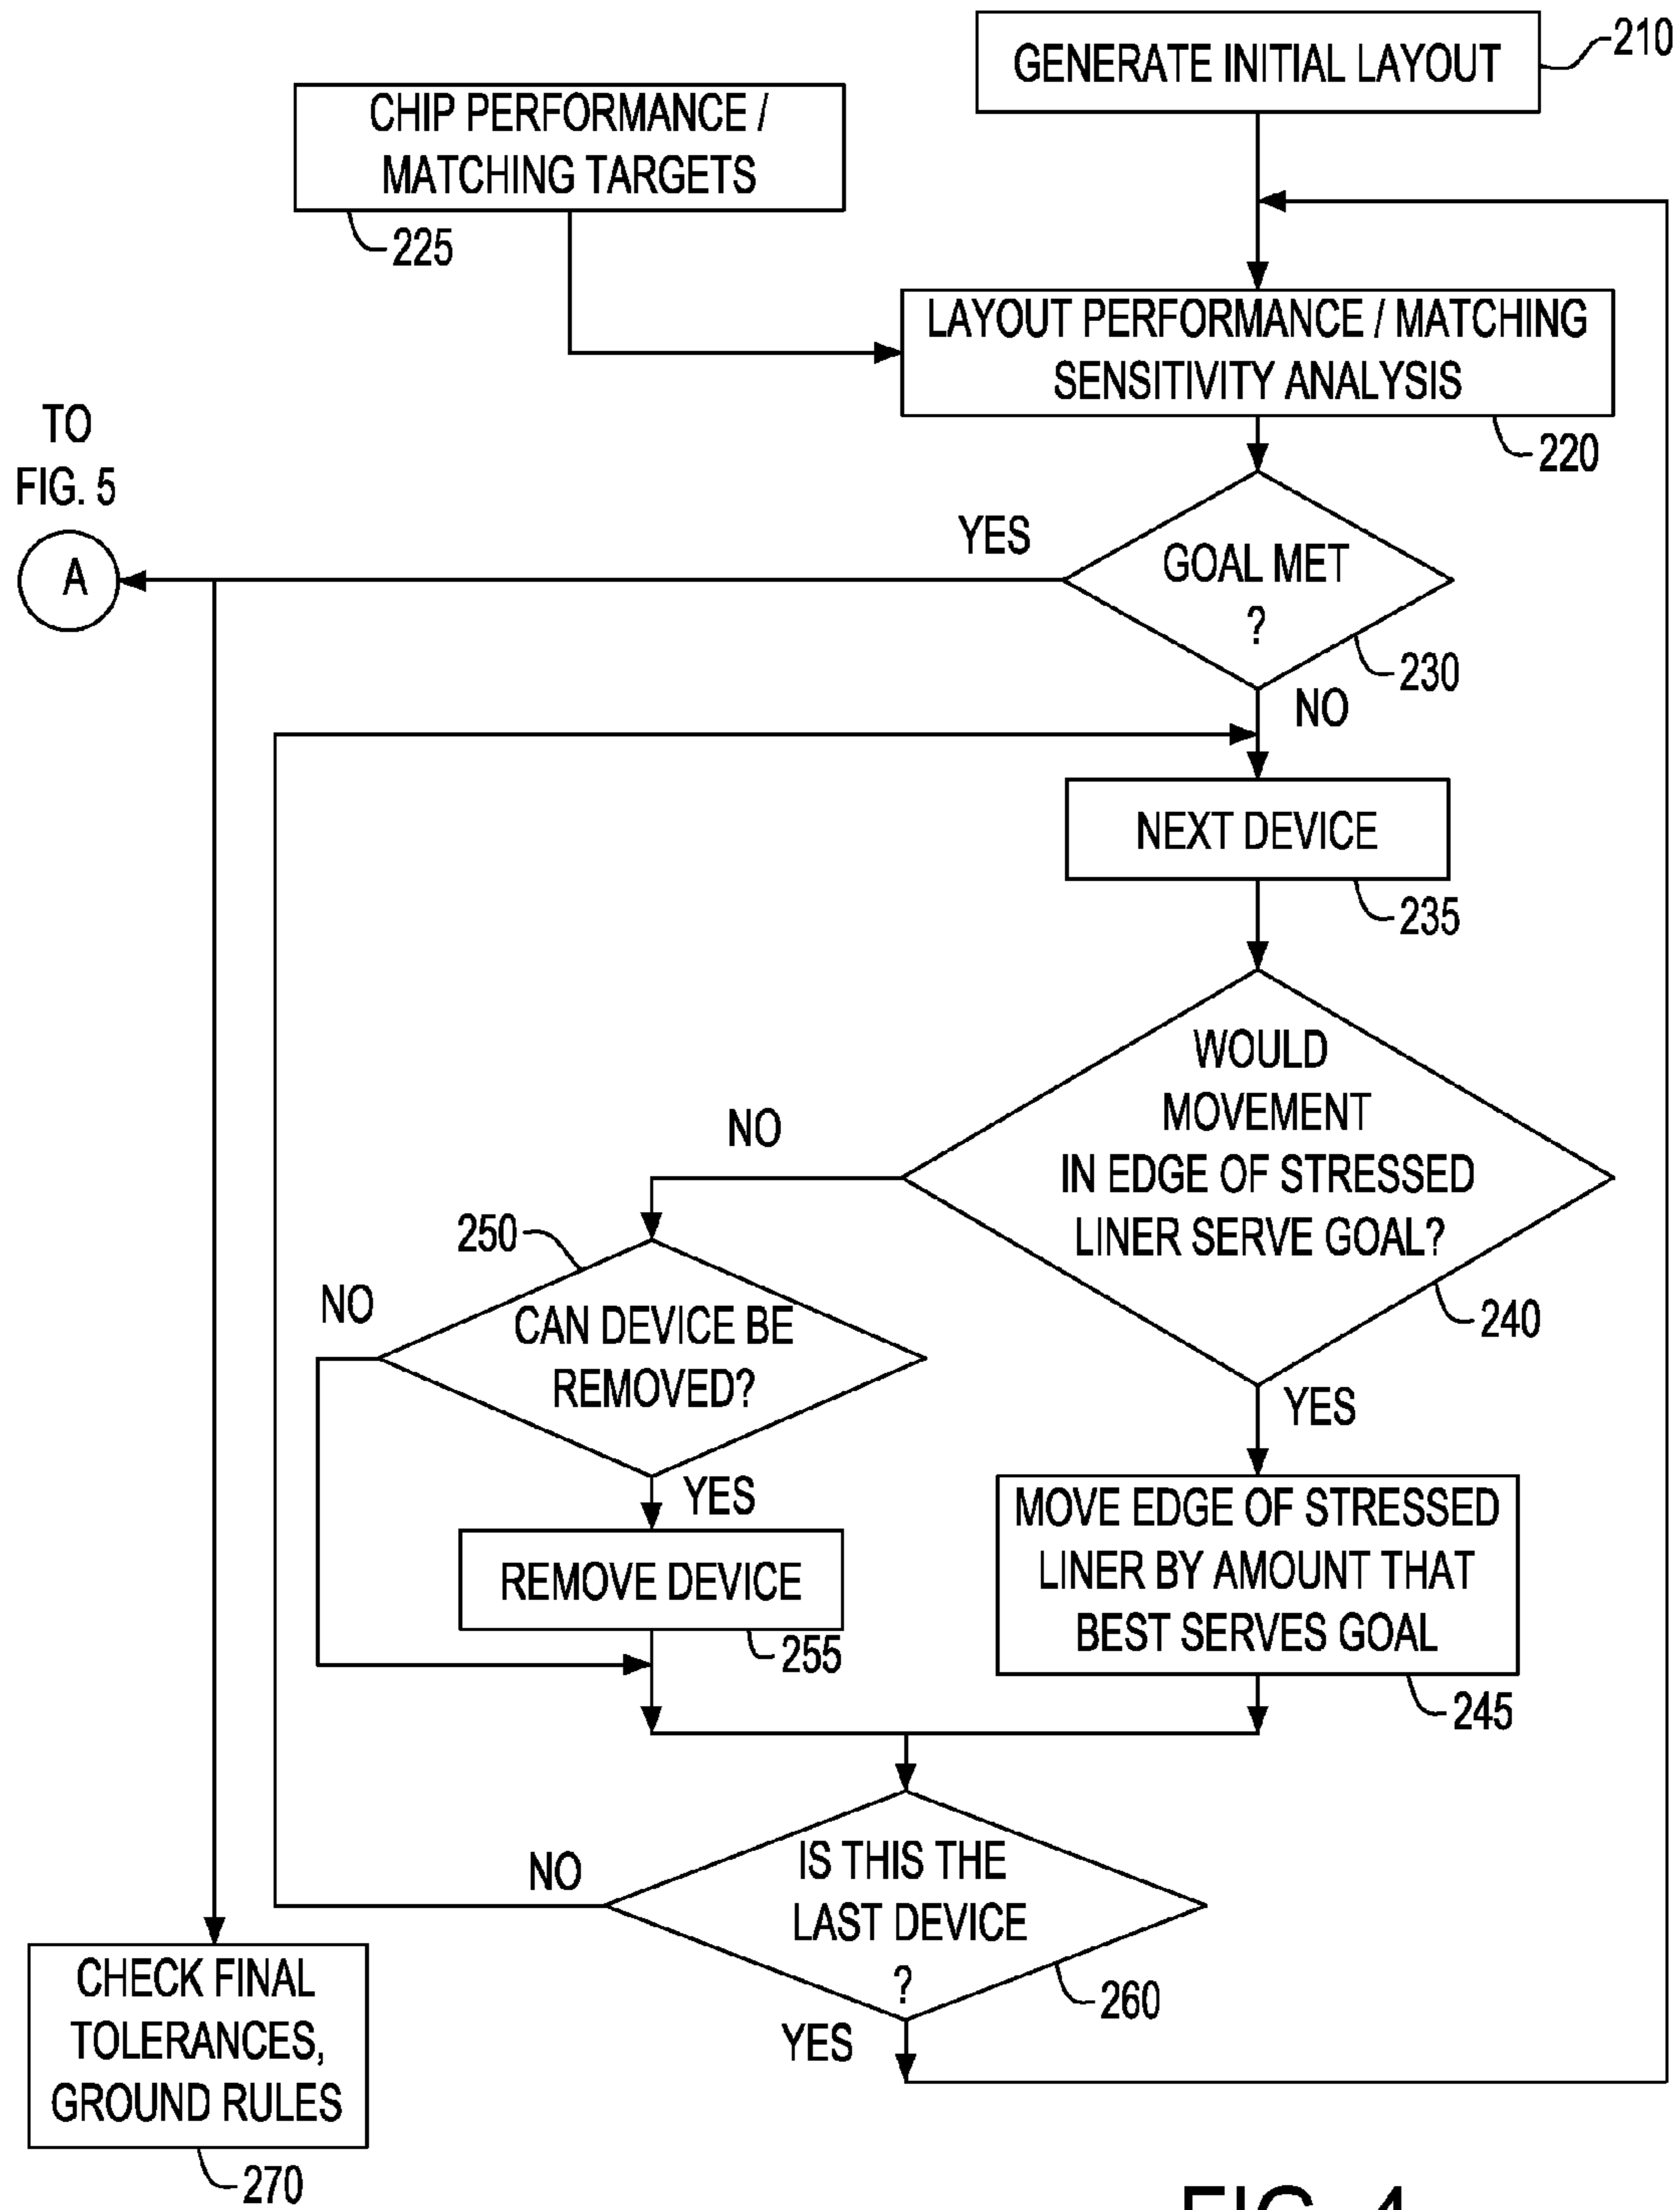 GENERATE INITIAL LAYOUT
210
CHIP PERFORMANCE /
MATCHING TARGETS
225
LAYOUT PERFORMANCE / MATCHING
SENSITIVITY ANALYSIS
220
TO
FIG. 5
A
YES
GOAL MET
?
230
NO
NEXT DEVICE
235
WOULD
MOVEMENT
IN EDGE OF STRESSED
LINER SERVE GOAL?
240
NO
250
NO
CAN DEVICE BE
REMOVED?
YES
YES
REMOVE DEVICE
255
MOVE EDGE OF STRESSED
LINER BY AMOUNT THAT
BEST SERVES GOAL
245
NO
IS THIS THE
LAST DEVICE
?
260
YES
CHECK FINAL
TOLERANCES,
GROUND RULES
270
FIG. 4